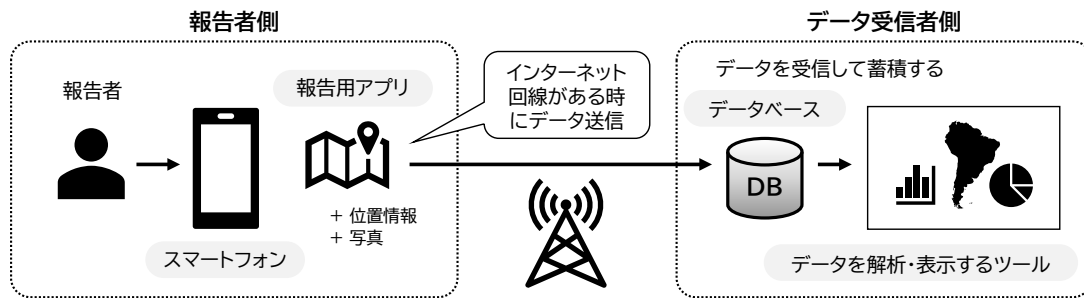 報告者側
報告者
報告用アプリ
+ 位置情報
+ 写真
スマートフォン
インターネット
回線がある時
にデータ送信
データ受信者側
データを受信して蓄積する
データベース
DB
データを解析・表示するツール